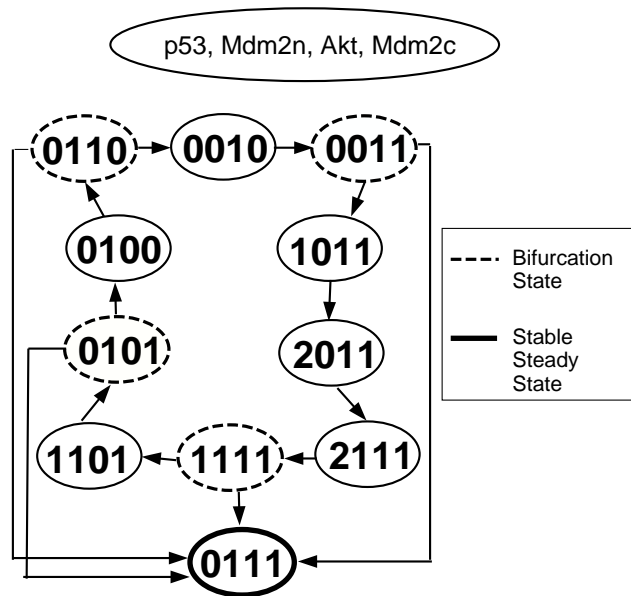 p53, Mdm2n, Akt, Mdm2c
0110
0010
0011
0100
1011
0101
2011
1101
1111
2111
0111
Bifurcation
State
Stable
Steady
State